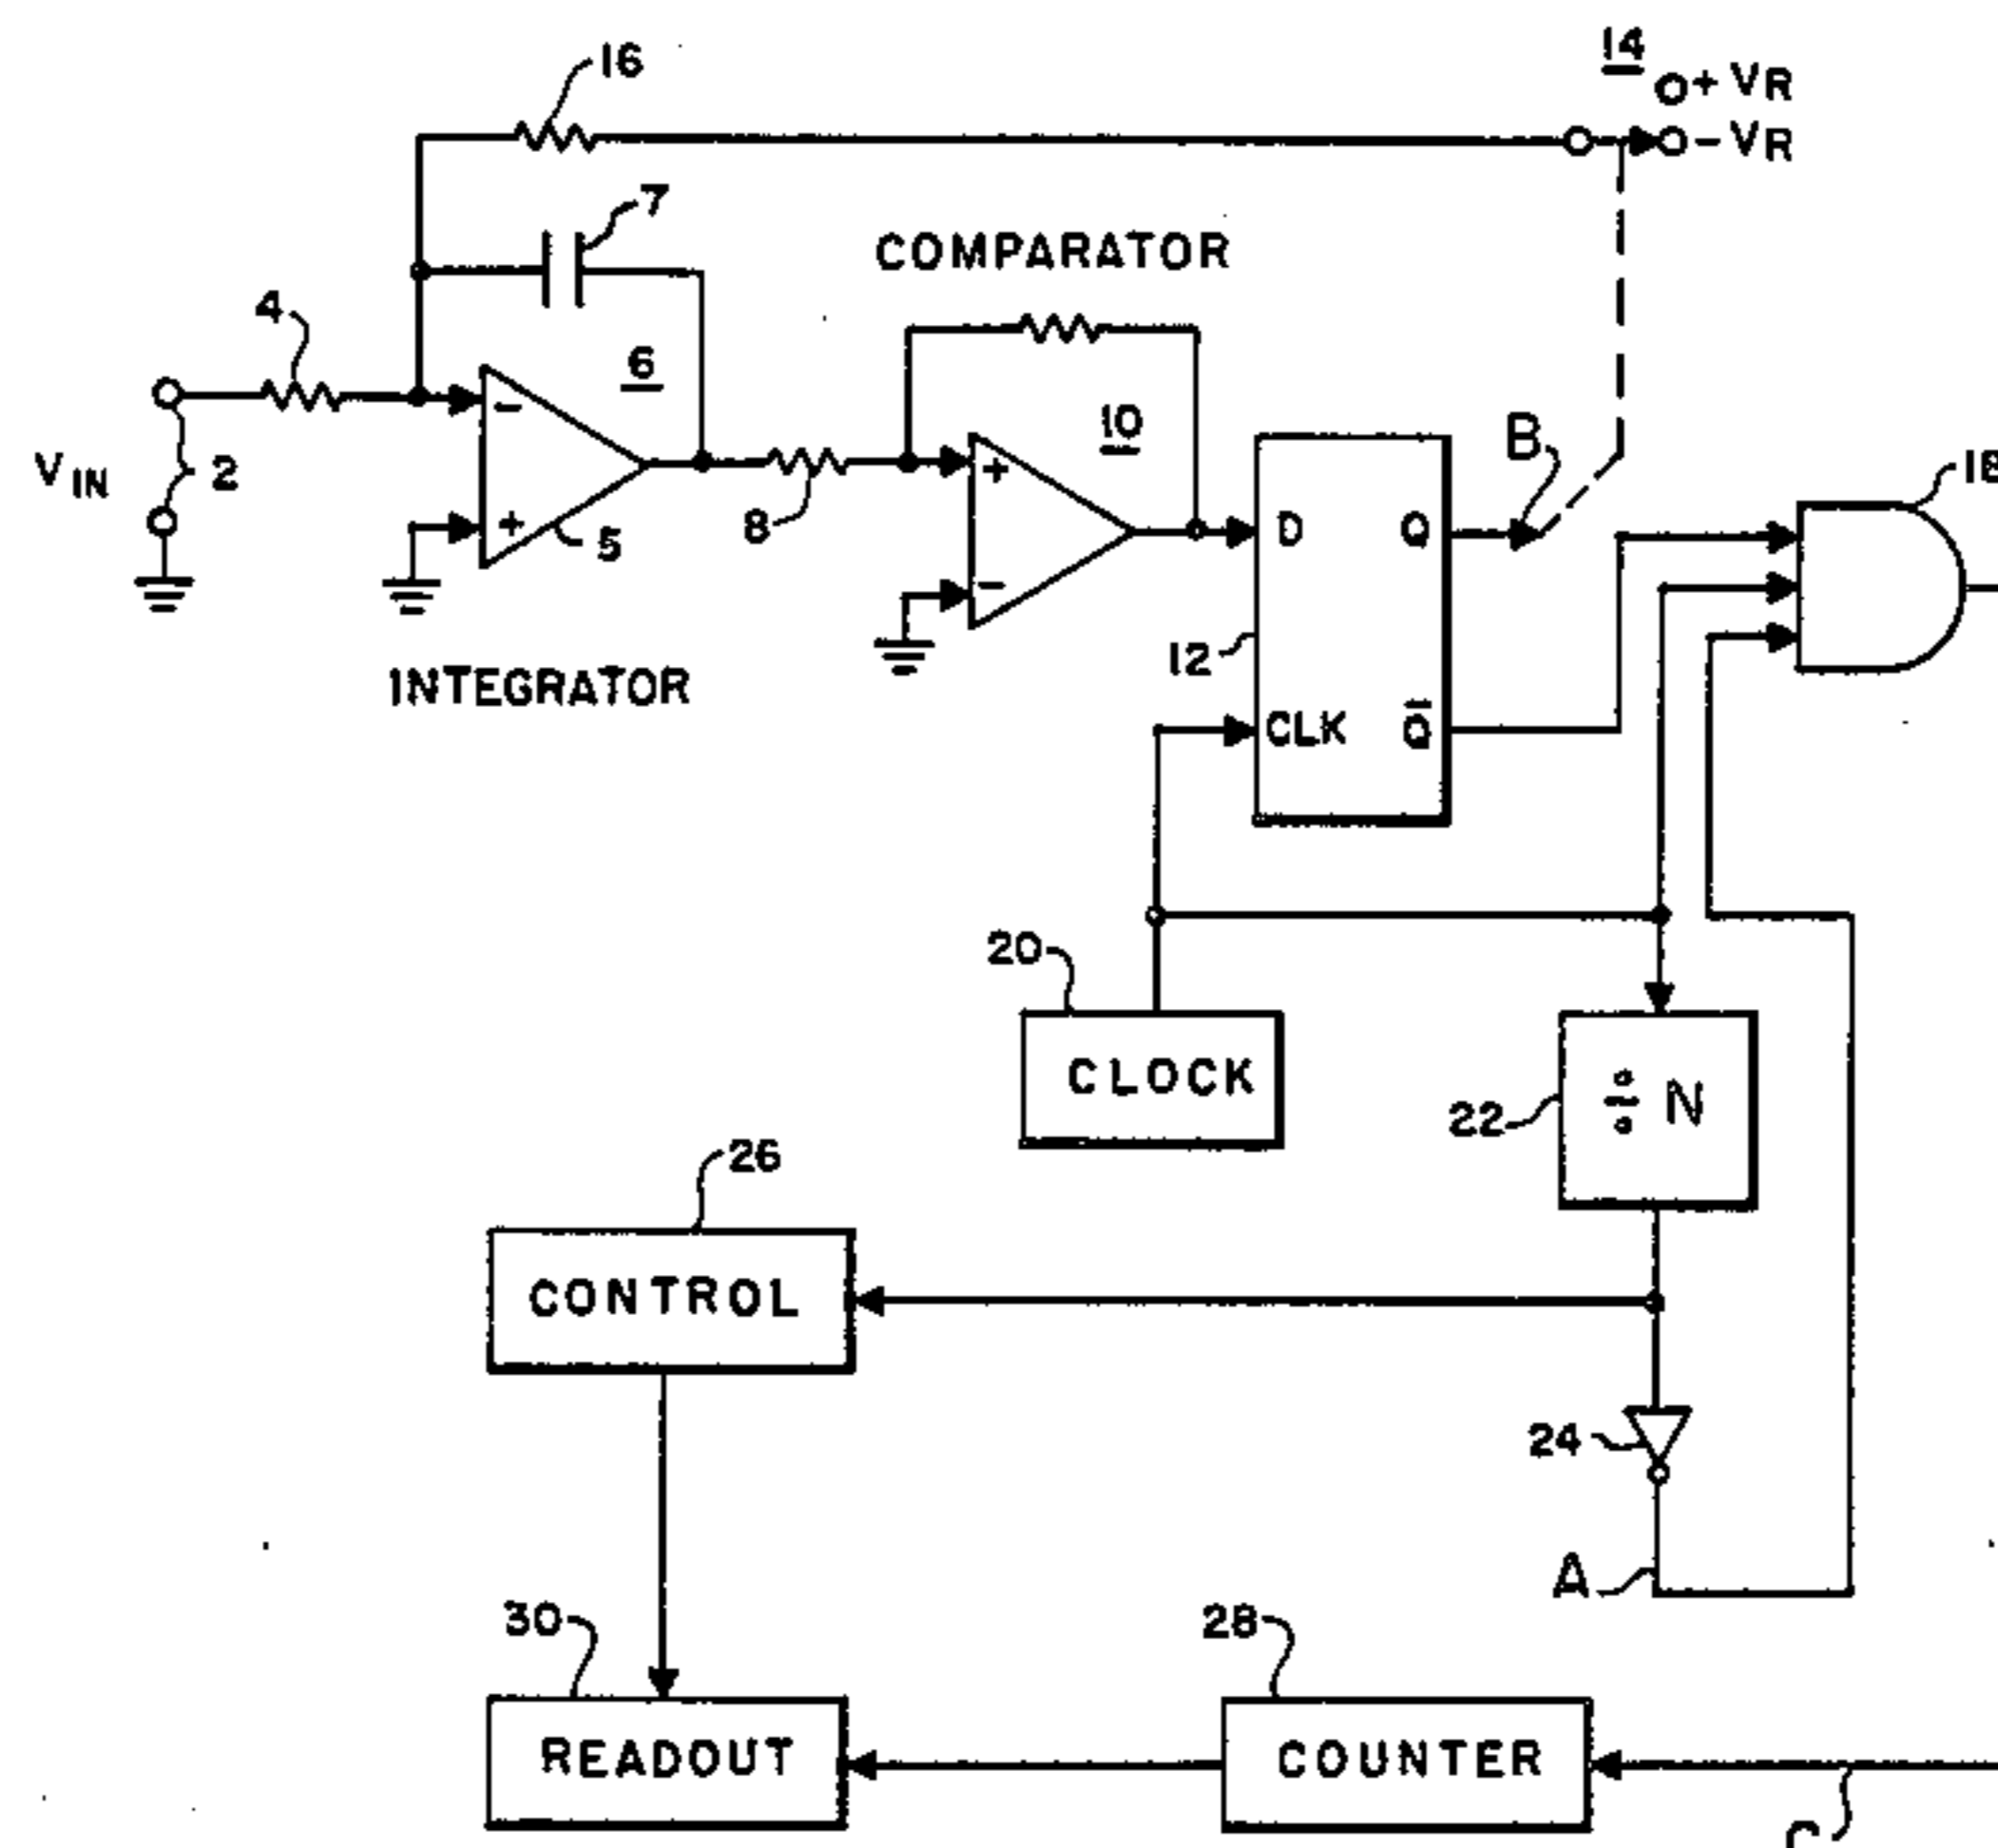 16
14
+ VR
- VR
7
COMPARATOR
4
6
-
+
5
VIN
2
8
10
+
-
B
18
D Q
12
CLK Q̄
INTEGRATOR
20
CLOCK
22
÷ N
26
CONTROL
24
A
30
28
READOUT
COUNTER
C